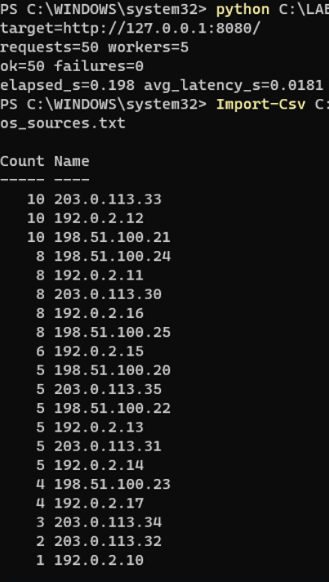 PS C:\WINDOWS\system32> python C:\LAB
target=http://127.0.0.1:8080/
requests=50 workers=5
ok=50 failures=0
elapsed_s=0.198 avg_latency_s=0.0181
PS C:\WINDOWS\system32> Import-Csv C:
os_sources.txt
Count Name
----- ----
10 203.0.113.33
10 192.0.2.12
10 198.51.100.21
8 198.51.100.24
8 192.0.2.11
8 203.0.113.30
8 192.0.2.16
8 198.51.100.25
6 192.0.2.15
5 198.51.100.20
5 203.0.113.35
5 198.51.100.22
5 192.0.2.13
5 203.0.113.31
5 192.0.2.14
4 198.51.100.23
4 192.0.2.17
3 203.0.113.34
2 203.0.113.32
1 192.0.2.10